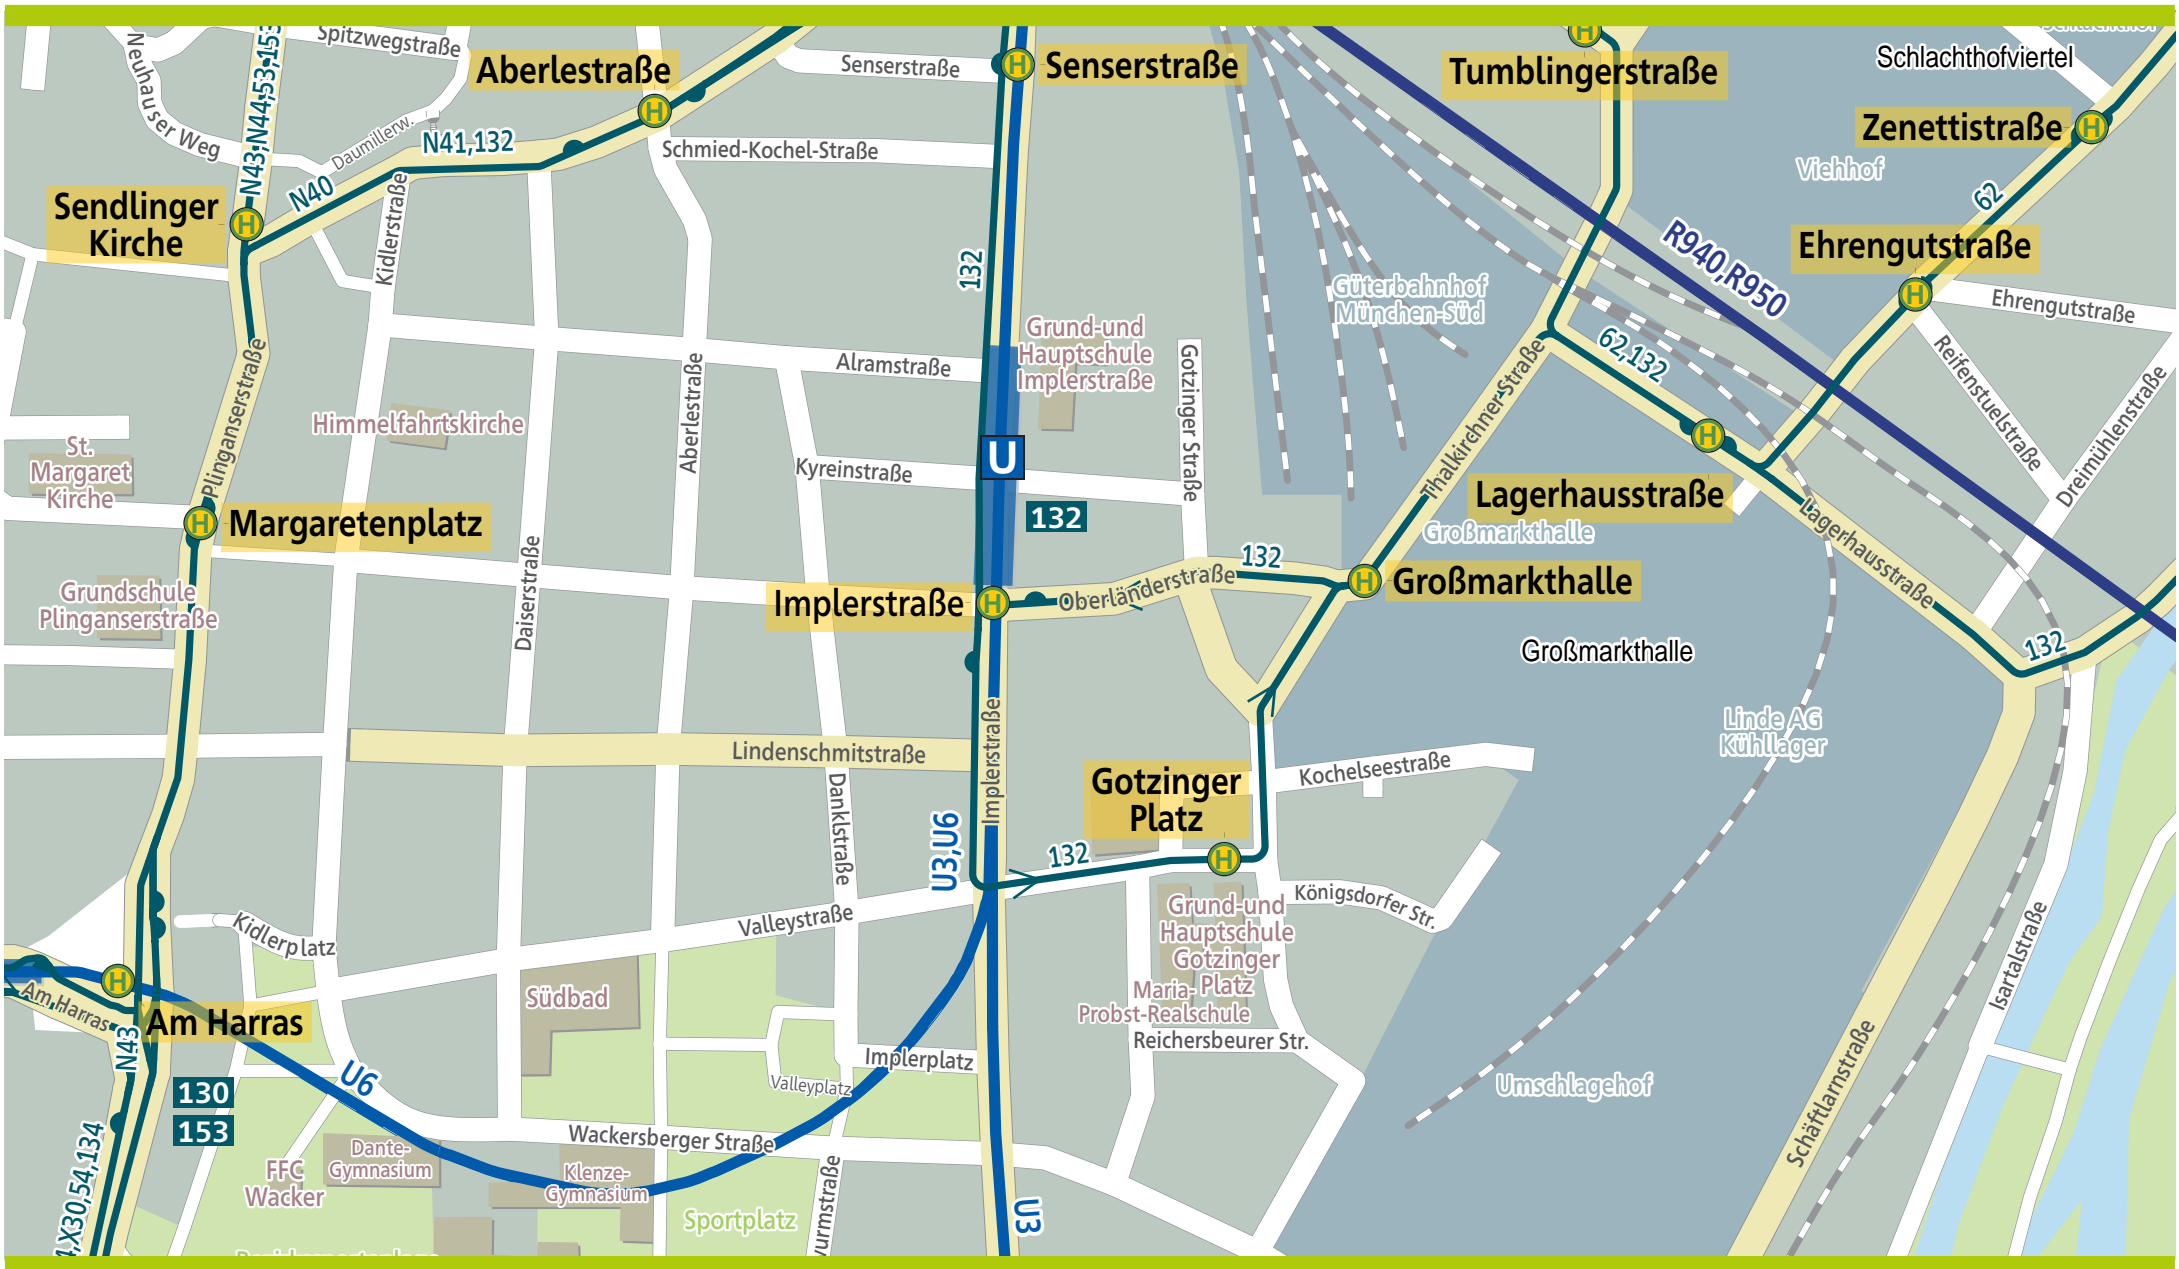 Spitzwegstraße
Neuhauser Weg
N43,N44,53,153
Aberlestraße
Senserstraße
Senserstraße
Tumblingerstraße
Schlachthofviertel
Zenettistraße
Viehhof
Daumillerw.
N41,132
Schmied-Kochel-Straße
N40
62
Sendlinger
Kirche
Kidlerstraße
132
R940,R950
Ehrengutstraße
Ehrengutstraße
Güterbahnhof
München-Süd
Grund-und
Hauptschule
Implerstraße
Gotzinger Straße
Alramstraße
62,132
Reifenstuelstraße
Dreimühlenstraße
Plinganserstraße
Himmelfahrtskirche
Aberlestraße
Thalkirchner Straße
St.
Margaret
Kirche
U
Kyreinstraße
Lagerhausstraße
Margaretenplatz
132
Großmarkthalle
Lagerhausstraße
Daiserstraße
132
Grundschule
Plinganserstraße
Implerstraße
Oberländerstraße
Großmarkthalle
Großmarkthalle
132
Lindenschmitstraße
Implerstraße
Linde AG
Kühllager
Kochelseestraße
Gotzinger
Platz
Danklstraße
U3,U6
132
Valleystraße
Kidlerplatz
Königsdorfer Str.
Grund-und
Hauptschule
Gotzinger
Platz
Maria-
Probst-Realschule
Isartalstraße
Südbad
Am Harras
Am Harras
N43
Reichersbeurer Str.
Implerplatz
Valleyplatz
U6
130
153
Umschlagehof
Schäftlarnstraße
Wackersberger Straße
Dante-
Gymnasium
FFC
Wacker
Klenze-
Gymnasium
Sportplatz
U3
X30,54,134